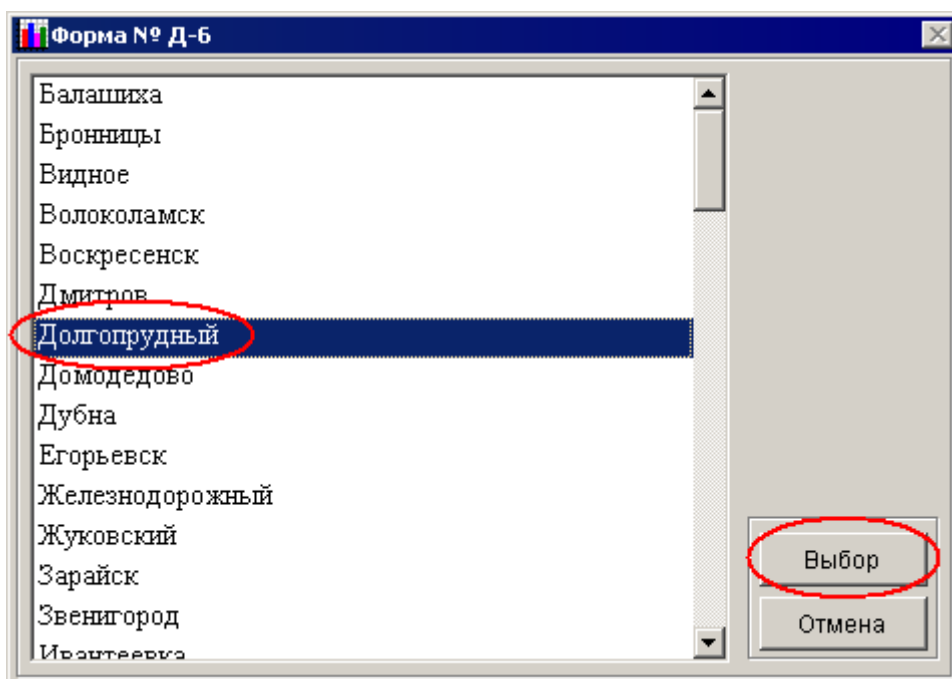 Форма № Д-6
Балашиха
Бронницы
Видное
Волоколамск
Воскресенск
Дмитров
Долгопрудный
Домодедово
Дубна
Егорьевск
Железнодорожный
Жуковский
Зарайск
Звенигород
Ивантеевка
Выбор
Отмена